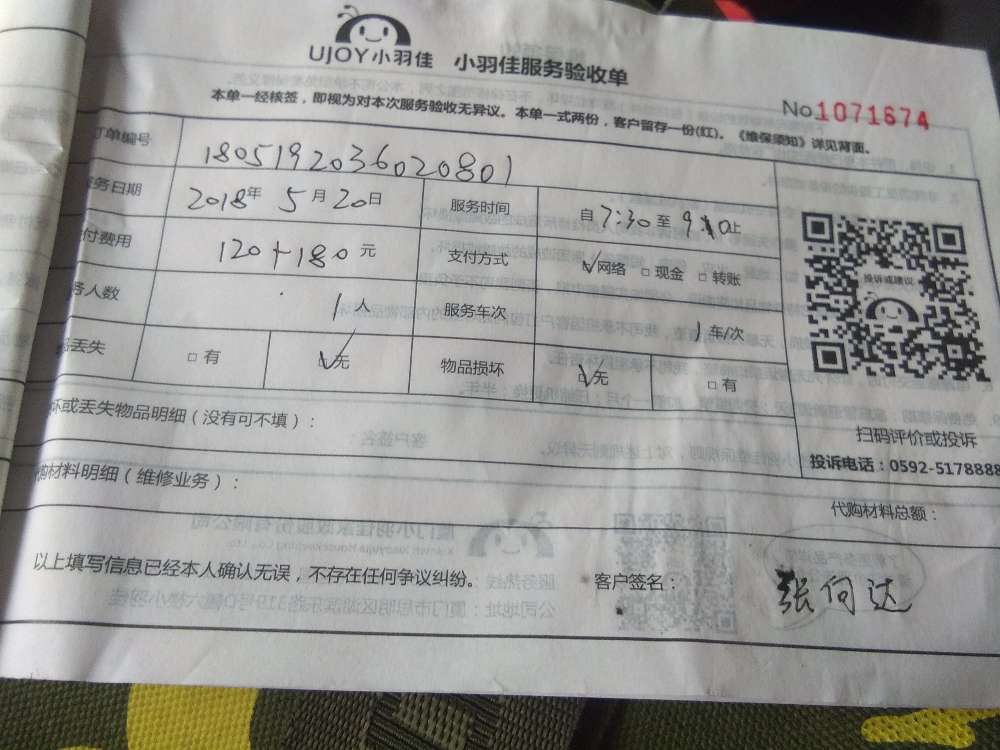 UJOY小羽佳 小羽佳服务验收单
No1071674
本单一经核签，即视为对本次服务验收无异议。本单一式两份，客户留存一份(红)。《维保须知》详见背面。
订单编号 1805192036020801
服务日期 2018年 5月20日 服务时间 自7:30至 止
付费用 120+180元 支付方式 ☑网络 □现金 □转账
务人数 1人 服务车次 1车/次
品丢失 □有 ☑无 物品损坏 ☑无 □有
投诉或建议
坏或丢失物品明细（没有可不填）：
扫码评价或投诉
投诉电话：0592-5178888
购材料明细（维修业务）：
代购材料总额：
以上填写信息已经本人确认无误，不存在任何争议纠纷。 客户签名： 张向达